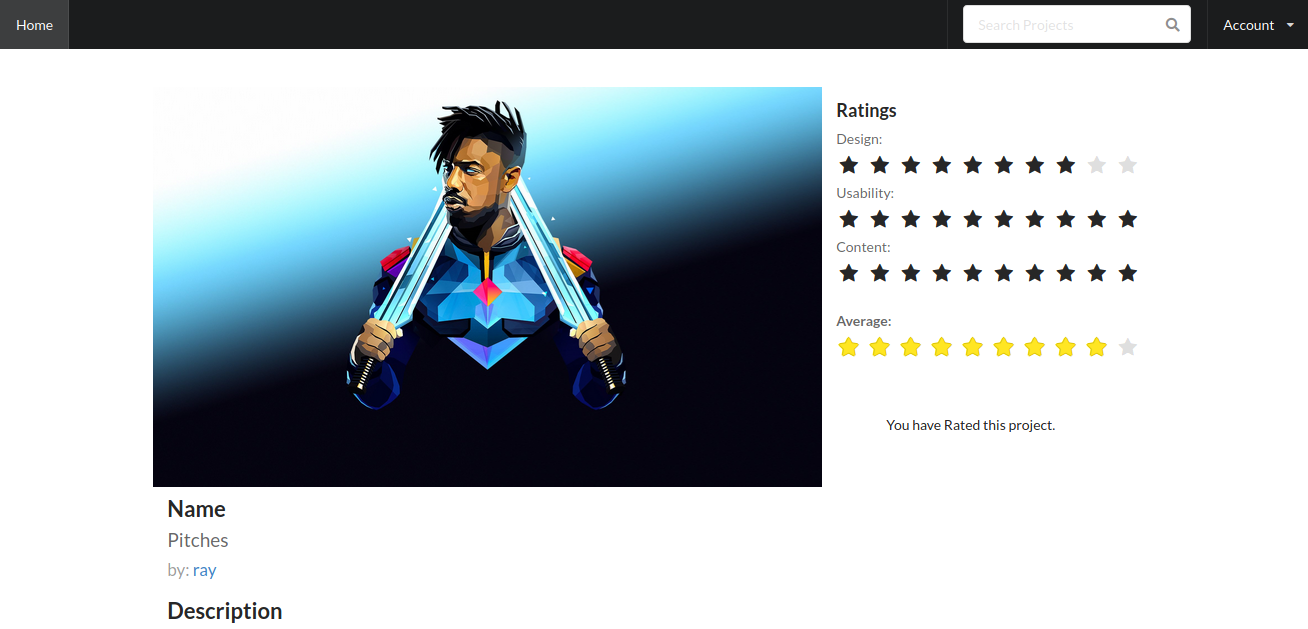 Home
Search Projects
Account
Ratings
Design:
Usability:
Content:
Average:
You have Rated this project.
Name
Pitches
by: ray
Description